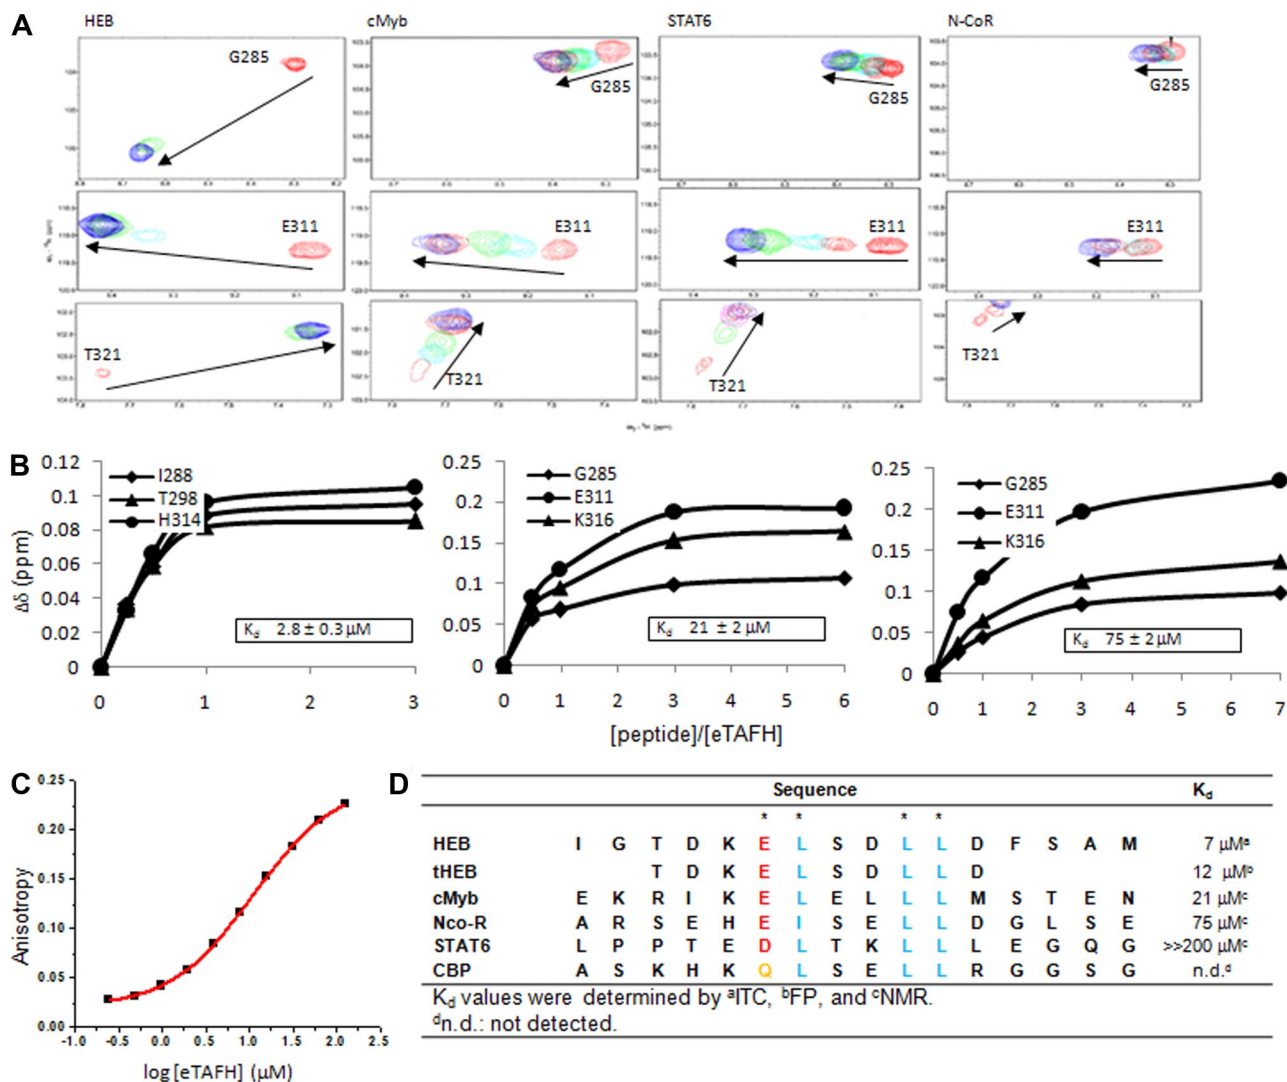 A
HEB
cMyb
STAT6
N-CoR
G285
G285
G285
G285
E311
E311
E311
E311
T321
T321
T321
T321
B
0.12
0.1
0.08
0.06
0.04
0.02
0
I288
T298
H314
Kd 2.8 ± 0.3 µM
0 1 2 3
Δδ (ppm)
0.25
0.2
0.15
0.1
0.05
0
G285
E311
K316
Kd 21 ± 2 µM
0 1 2 3 4 5 6
[peptide]/[eTAFH]
0.25
0.2
0.15
0.1
0.05
0
G285
E311
K316
Kd 75 ± 2 µM
0 1 2 3 4 5 6 7
C
0.25
0.20
0.15
0.10
0.05
0.00
Anisotropy
-1.0 -0.5 0.0 0.5 1.0 1.5 2.0 2.5
log [eTAFH] (µM)
D
Sequence Kd
* * * *
HEB I G T D K E L S D L L D F S A M 7 µMa
tHEB T D K E L S D L L D 12 µMb
cMyb E K R I K E L E L L L M S T E N 21 µMc
Nco-R A R S E H E I S E L L D G L S E 75 µMc
STAT6 L P P T E D L T K L L L E G Q G >>200 µMc
CBP A S K H K Q L S E L L R G G S G n.d.d
Kd values were determined by aITC, bFP, and cNMR.
dn.d.: not detected.